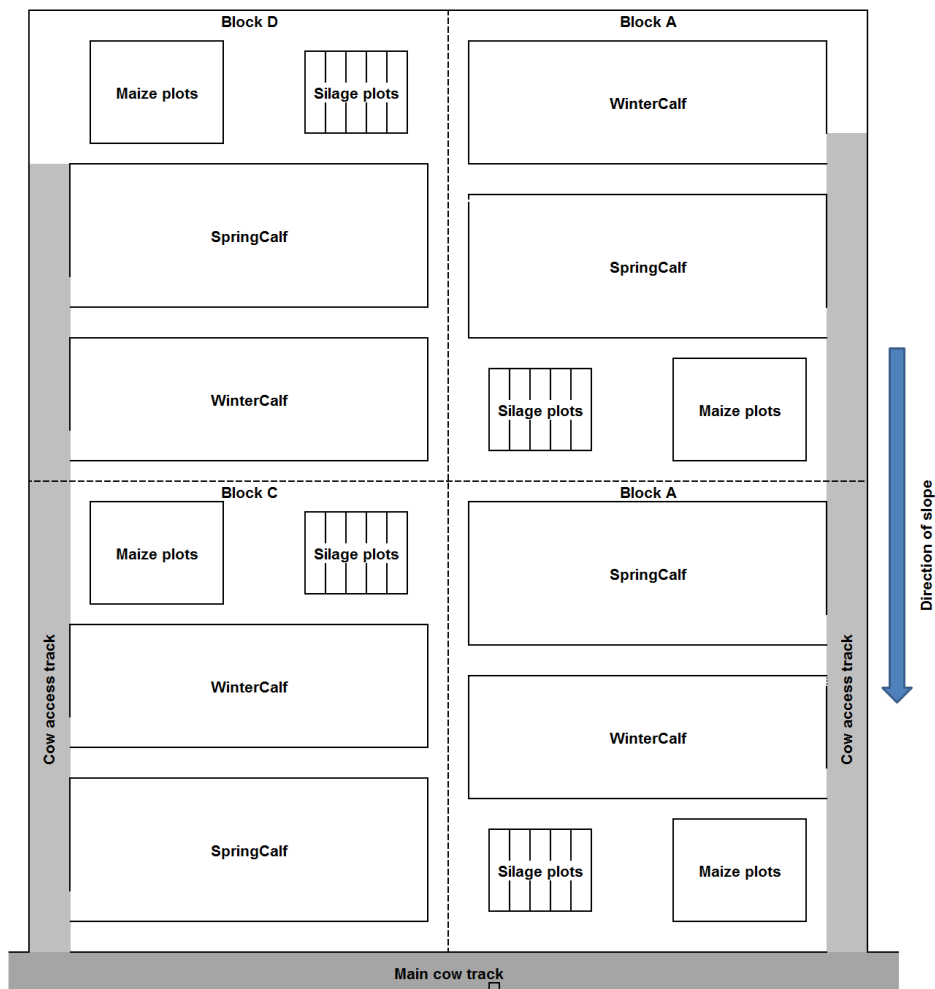 Block D
Block A
Maize plots
Silage plots
WinterCalf
SpringCalf
SpringCalf
WinterCalf
Silage plots
Maize plots
Block C
Block A
Maize plots
Silage plots
SpringCalf
Direction of slope
WinterCalf
Cow access track
Cow access track
WinterCalf
SpringCalf
Silage plots
Maize plots
Main cow track